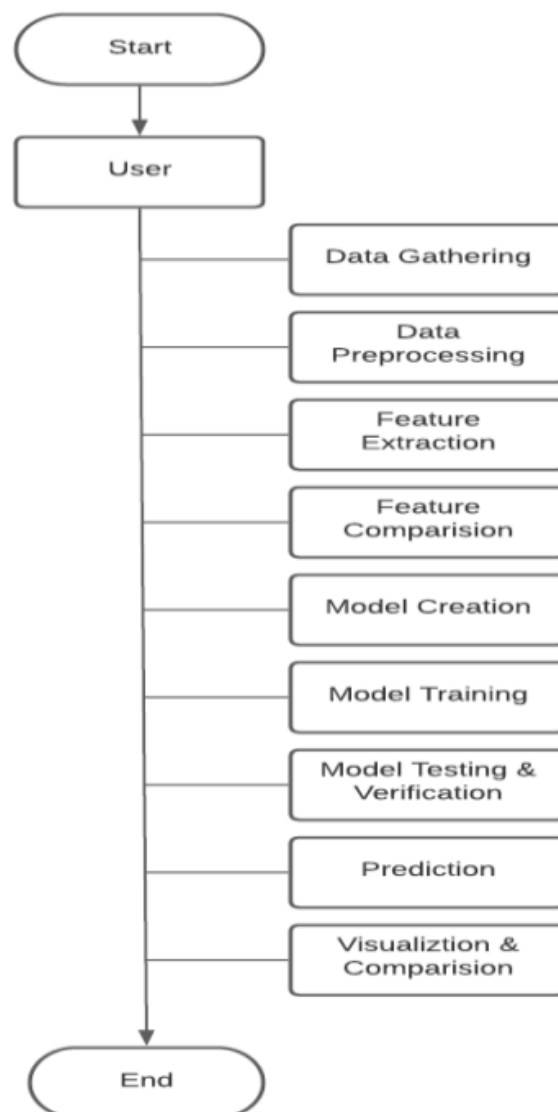 Start
User
Data Gathering
Data
Preprocessing
Feature
Extraction
Feature
Comparision
Model Creation
Model Training
Model Testing &
Verification
Prediction
Visualiztion &
Comparision
End